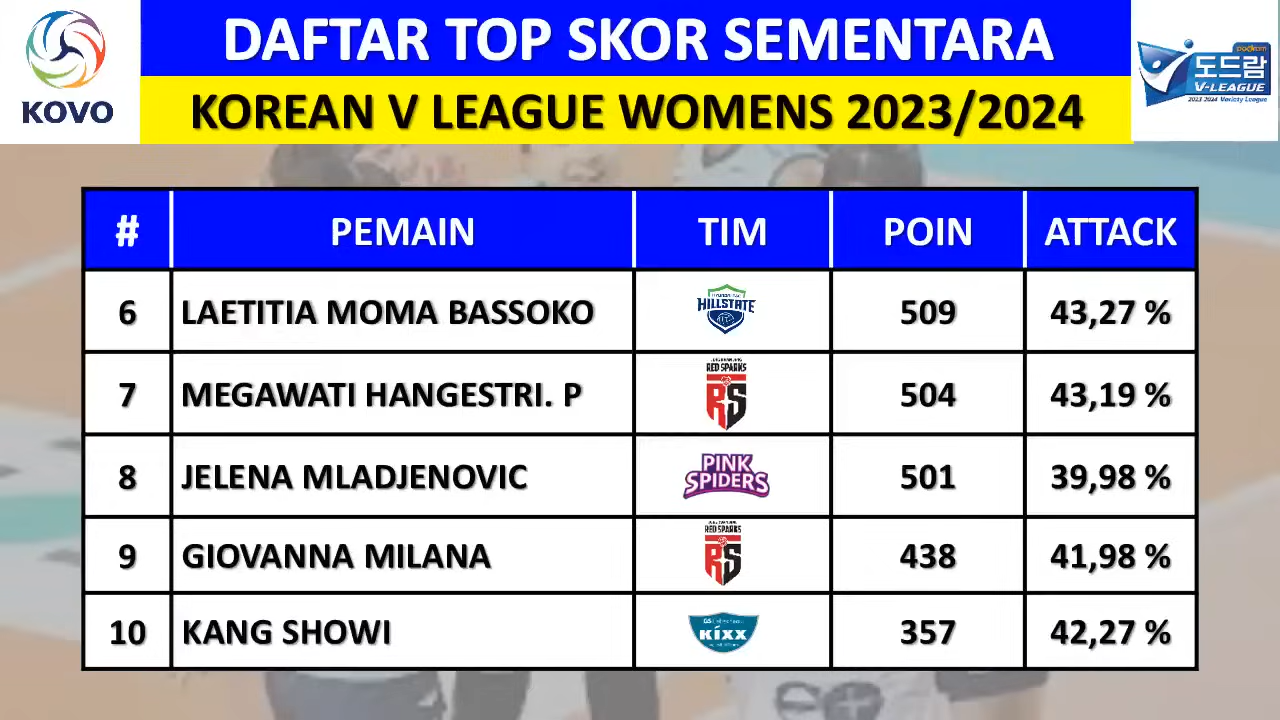 DAFTAR TOP SKOR SEMENTARA
KOREAN V LEAGUE WOMENS 2023/2024
KOVO
도드람
V-LEAGUE
# PEMAIN TIM POIN ATTACK
6 LAETITIA MOMA BASSOKO HILLSTATE 509 43,27 %
7 MEGAWATI HANGESTRI. P RED SPARKS RS 504 43,19 %
8 JELENA MLADJENOVIC PINK SPIDERS 501 39,98 %
9 GIOVANNA MILANA RED SPARKS RS 438 41,98 %
10 KANG SHOWI KIXX 357 42,27 %